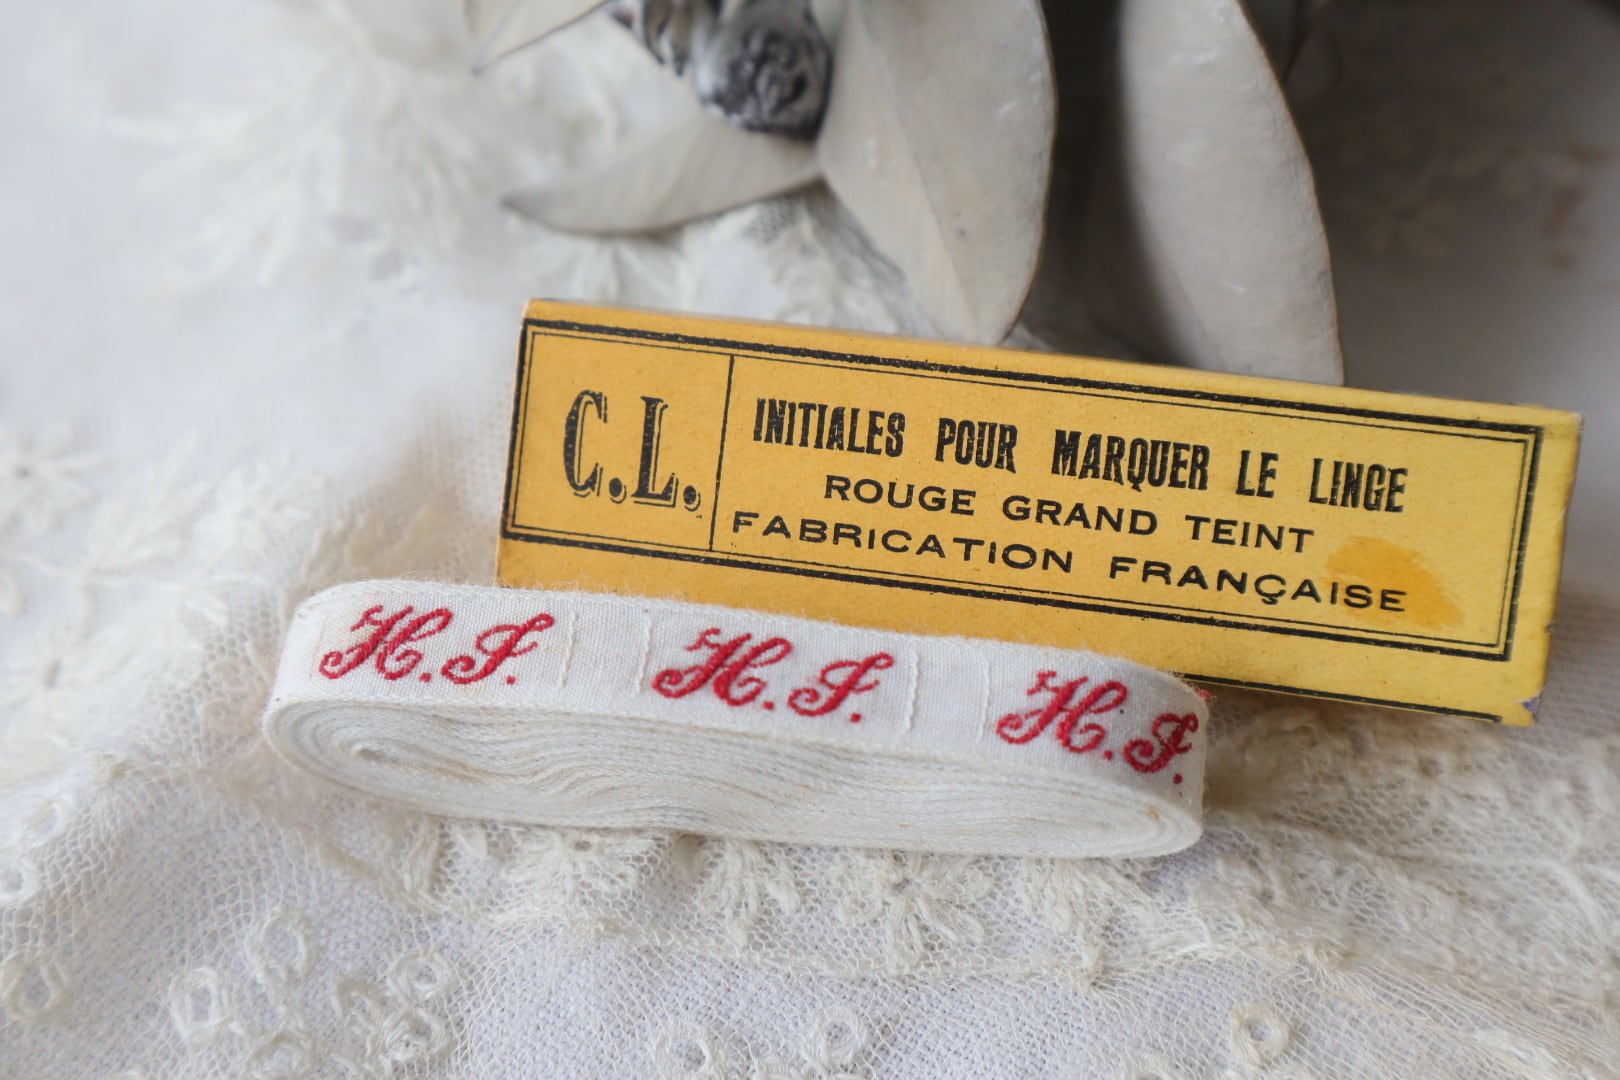 C.L.
INITIALES POUR MARQUER LE LINGE
ROUGE GRAND TEINT
FABRICATION FRANÇAISE
H.J. H.J. H.J.